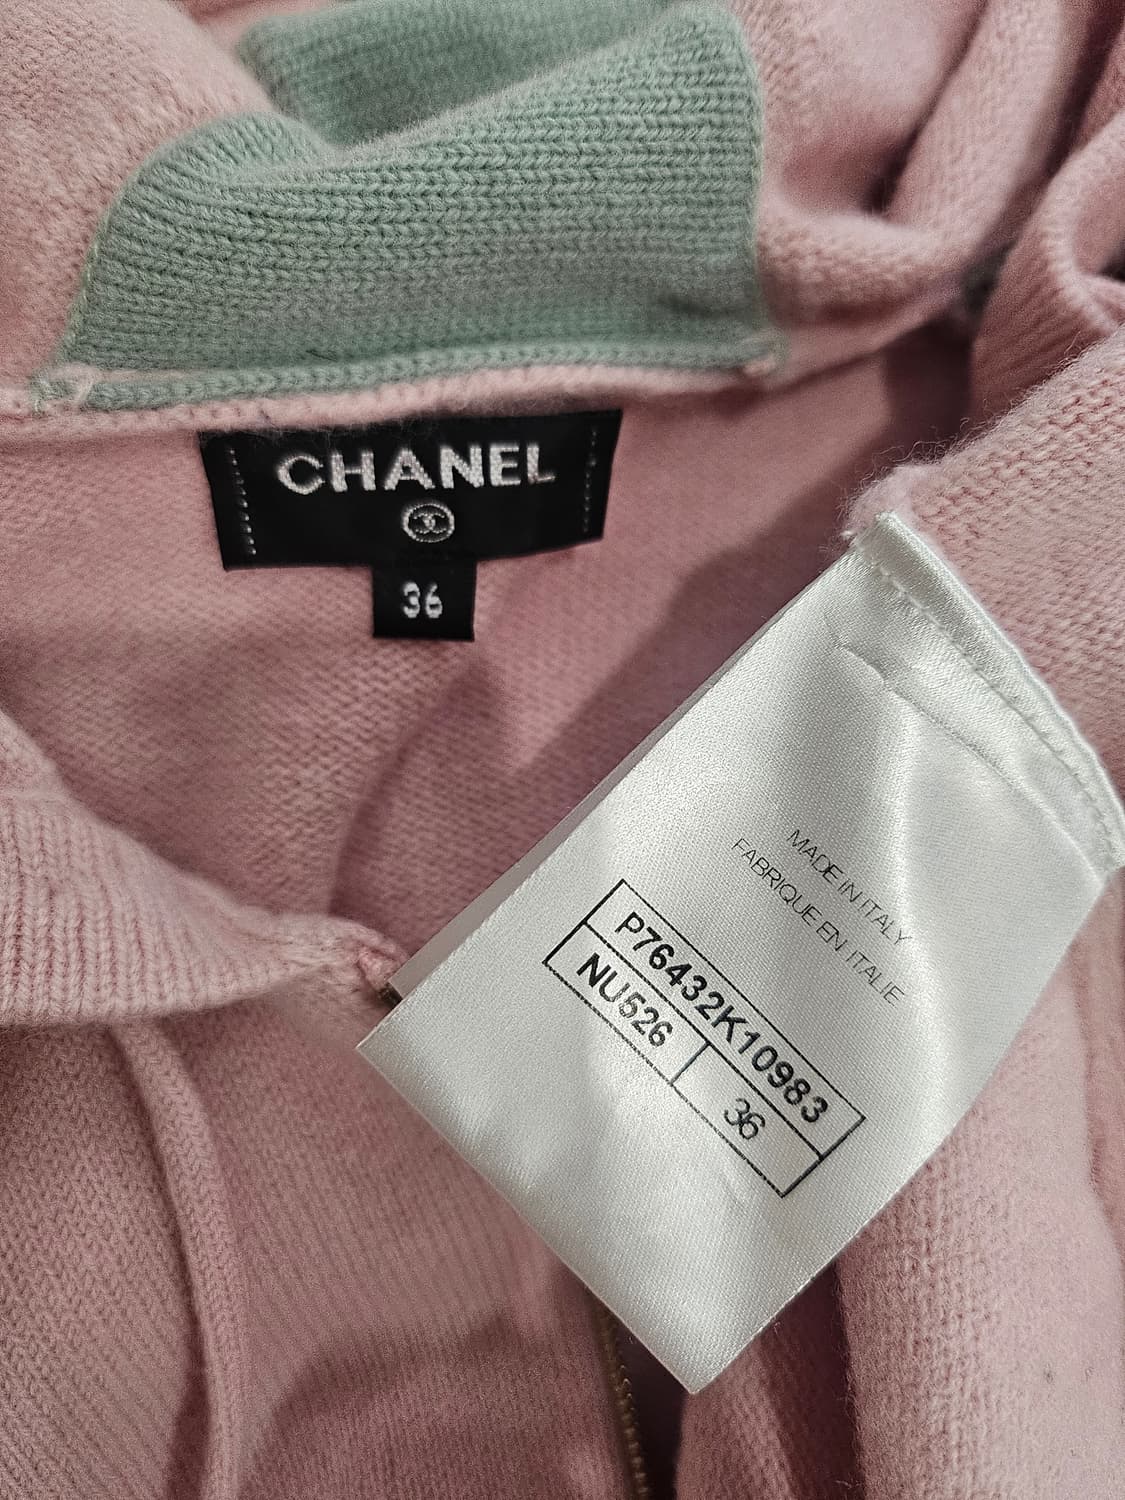 CHANEL
36
MADE IN ITALY
FABRIQUE EN ITALIE
P76432K10983
NU526 36